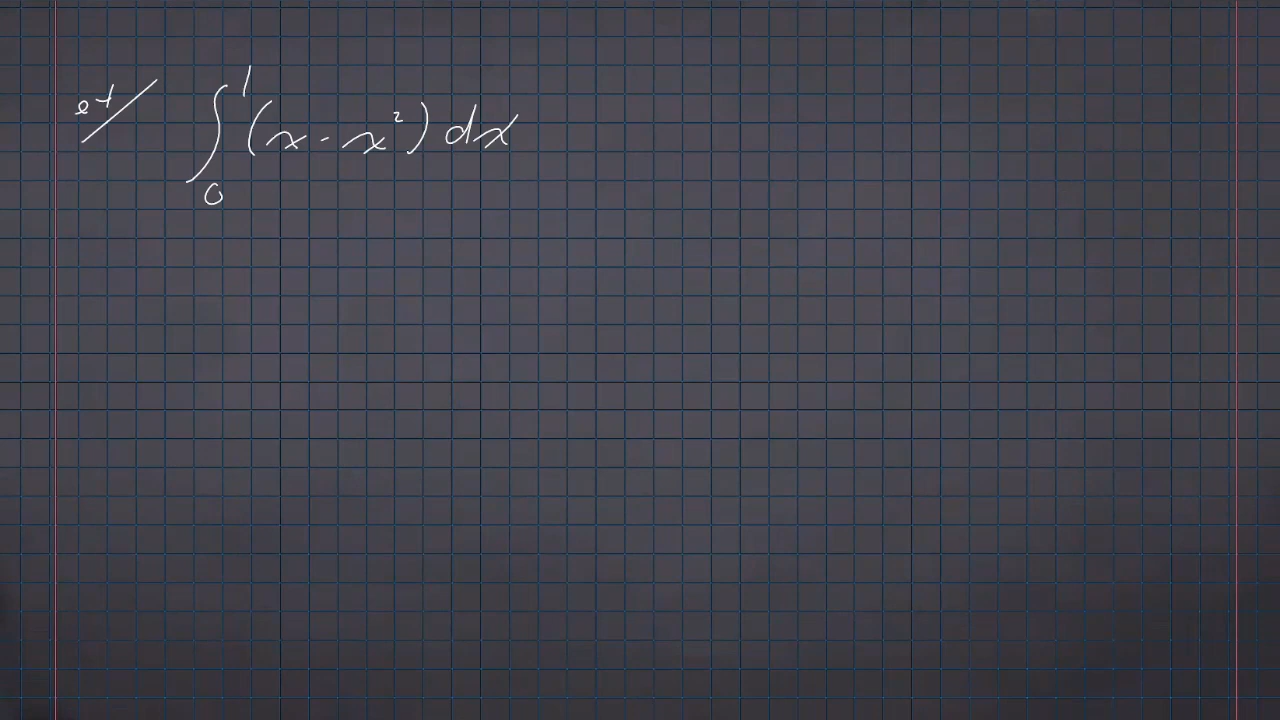 ex/ ∫₀¹ (x - x²) dx